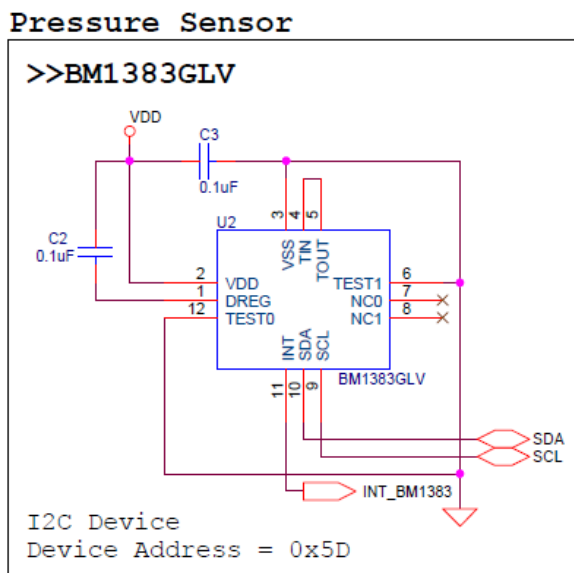 Pressure Sensor
>>BM1383GLV
VDD
C3
0.1uF
C2
0.1uF
U2
3
4
5
VSS
TIN
TOUT
2
VDD
1
DREG
12
TEST0
TEST1
6
NC0
7
NC1
8
INT
SDA
SCL
11
10
9
BM1383GLV
SDA
SCL
INT_BM1383
I2C Device
Device Address = 0x5D